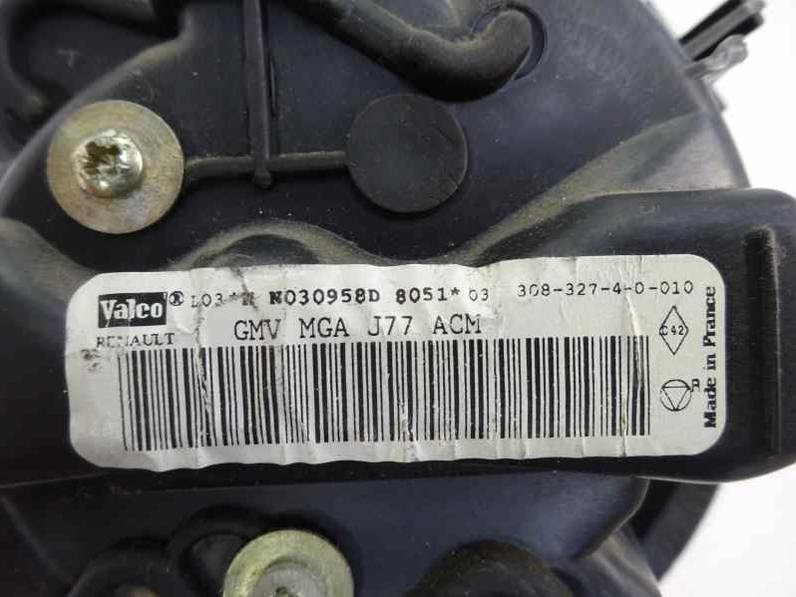 Valeo ® L03*N N030958D 8051* 03 308-327-4-0-010
RENAULT GMV MGA J77 ACM
C42
P
Made in France